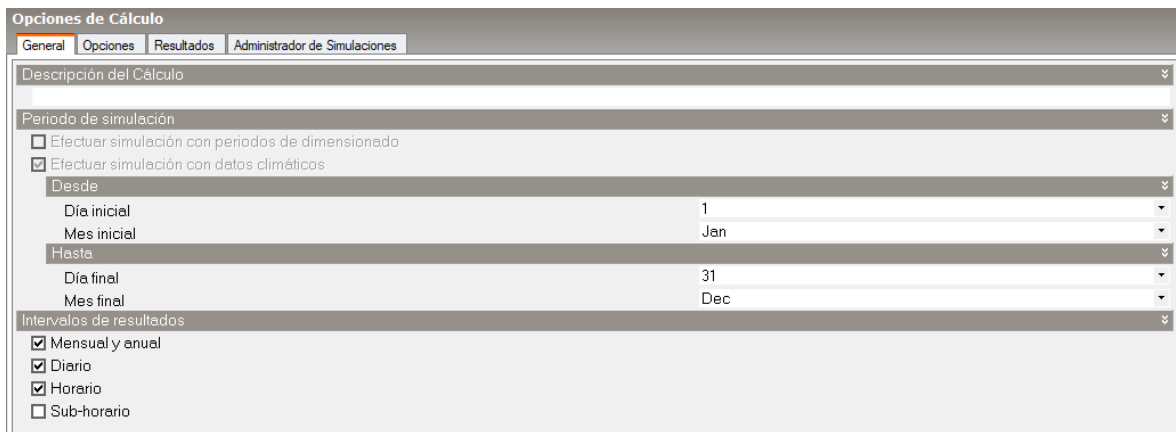 Opciones de Cálculo
General Opciones Resultados Administrador de Simulaciones
Descripción del Cálculo
Periodo de simulación
Efectuar simulación con periodos de dimensionado
Efectuar simulación con datos climáticos
Desde
Día inicial 1
Mes inicial Jan
Hasta
Día final 31
Mes final Dec
Intervalos de resultados
Mensual y anual
Diario
Horario
Sub-horario